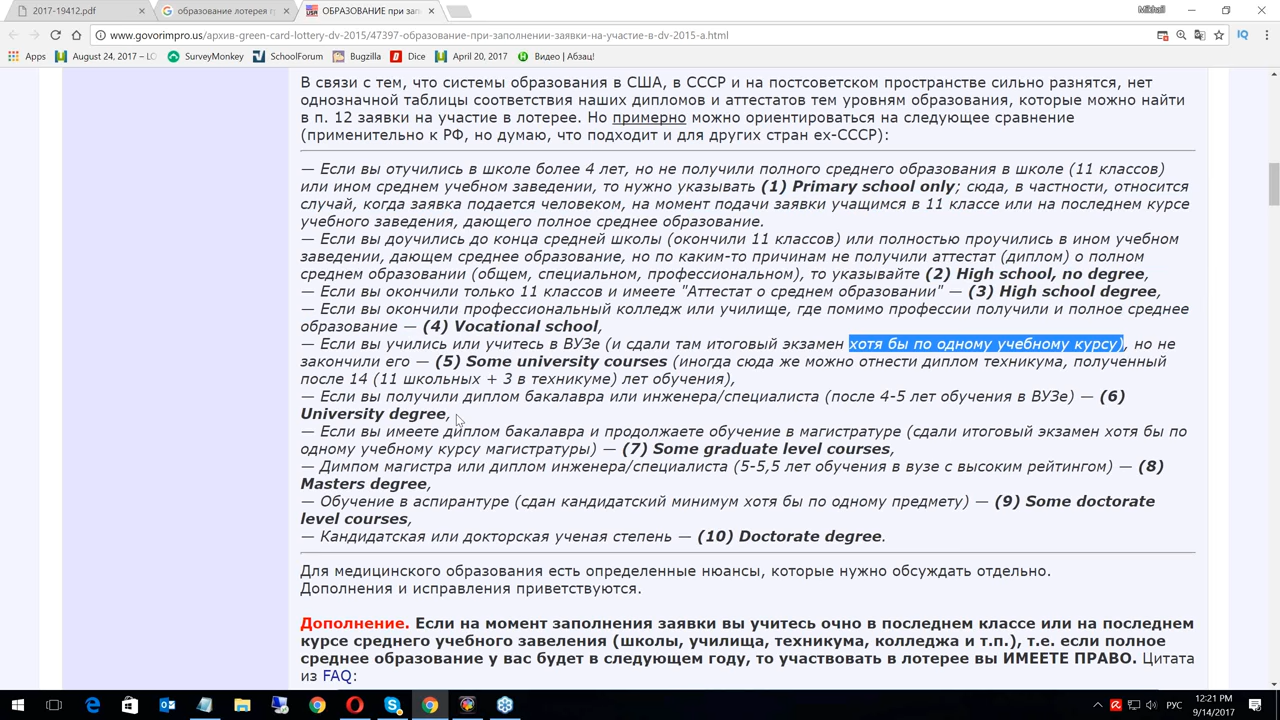 2017-19412.pdf
образование лотерея г
ОБРАЗОВАНИЕ при зап
Mikhail
www.govorimpro.us/архив-green-card-lottery-dv-2015/47397-образование-при-заполнении-заявки-на-участие-в-dv-2015-a.html
Apps
August 24, 2017 – LO
SurveyMonkey
SchoolForum
Bugzilla
Dice
April 20, 2017
Видео | Абзац!
В связи с тем, что системы образования в США, в СССР и на постсоветском пространстве сильно разнятся, нет
однозначной таблицы соответствия наших дипломов и аттестатов тем уровням образования, которые можно найти
в п. 12 заявки на участие в лотерее. Но примерно можно ориентироваться на следующее сравнение
(применительно к РФ, но думаю, что подходит и для других стран ex-СССР):
— Если вы отучились в школе более 4 лет, но не получили полного среднего образования в школе (11 классов)
или ином среднем учебном заведении, то нужно указывать (1) Primary school only; сюда, в частности, относится
случай, когда заявка подается человеком, на момент подачи заявки учащимся в 11 классе или на последнем курсе
учебного заведения, дающего полное среднее образование.
— Если вы доучились до конца средней школы (окончили 11 классов) или полностью проучились в ином учебном
заведении, дающем среднее образование, но по каким-то причинам не получили аттестат (диплом) о полном
среднем образовании (общем, специальном, профессиональном), то указывайте (2) High school, no degree,
— Если вы окончили только 11 классов и имеете "Аттестат о среднем образовании" — (3) High school degree,
— Если вы окончили профессиональный колледж или училище, где помимо профессии получили и полное среднее
образование — (4) Vocational school,
— Если вы учились или учитесь в ВУЗе (и сдали там итоговый экзамен хотя бы по одному учебному курсу), но не
закончили его — (5) Some university courses (иногда сюда же можно отнести диплом техникума, полученный
после 14 (11 школьных + 3 в техникуме) лет обучения),
— Если вы получили диплом бакалавра или инженера/специалиста (после 4-5 лет обучения в ВУЗе) — (6)
University degree,
— Если вы имеете диплом бакалавра и продолжаете обучение в магистратуре (сдали итоговый экзамен хотя бы по
одному учебному курсу магистратуры) — (7) Some graduate level courses,
— Димпом магистра или диплом инженера/специалиста (5-5,5 лет обучения в вузе с высоким рейтингом) — (8)
Masters degree,
— Обучение в аспирантуре (сдан кандидатский минимум хотя бы по одному предмету) — (9) Some doctorate
level courses,
— Кандидатская или докторская ученая степень — (10) Doctorate degree.
Для медицинского образования есть определенные нюансы, которые нужно обсуждать отдельно.
Дополнения и исправления приветствуются.
Дополнение. Если на момент заполнения заявки вы учитесь очно в последнем классе или на последнем
курсе среднего учебного завеления (школы, училища, техникума, колледжа и т.п.), т.е. если полное
среднее образование у вас будет в следующем году, то участвовать в лотерее вы ИМЕЕТЕ ПРАВО. Цитата
из FAQ:
РУС
12:21 PM
9/14/2017